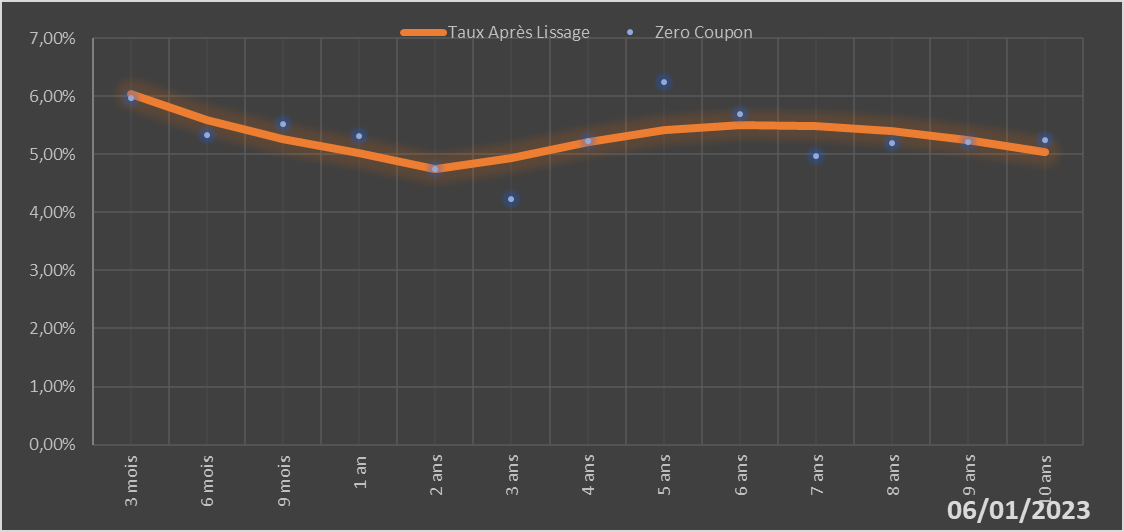 Taux Après Lissage
Zero Coupon
7,00%
6,00%
5,00%
4,00%
3,00%
2,00%
1,00%
0,00%
3 mois
6 mois
9 mois
1 an
2 ans
3 ans
4 ans
5 ans
6 ans
7 ans
8 ans
9 ans
10 ans
06/01/2023